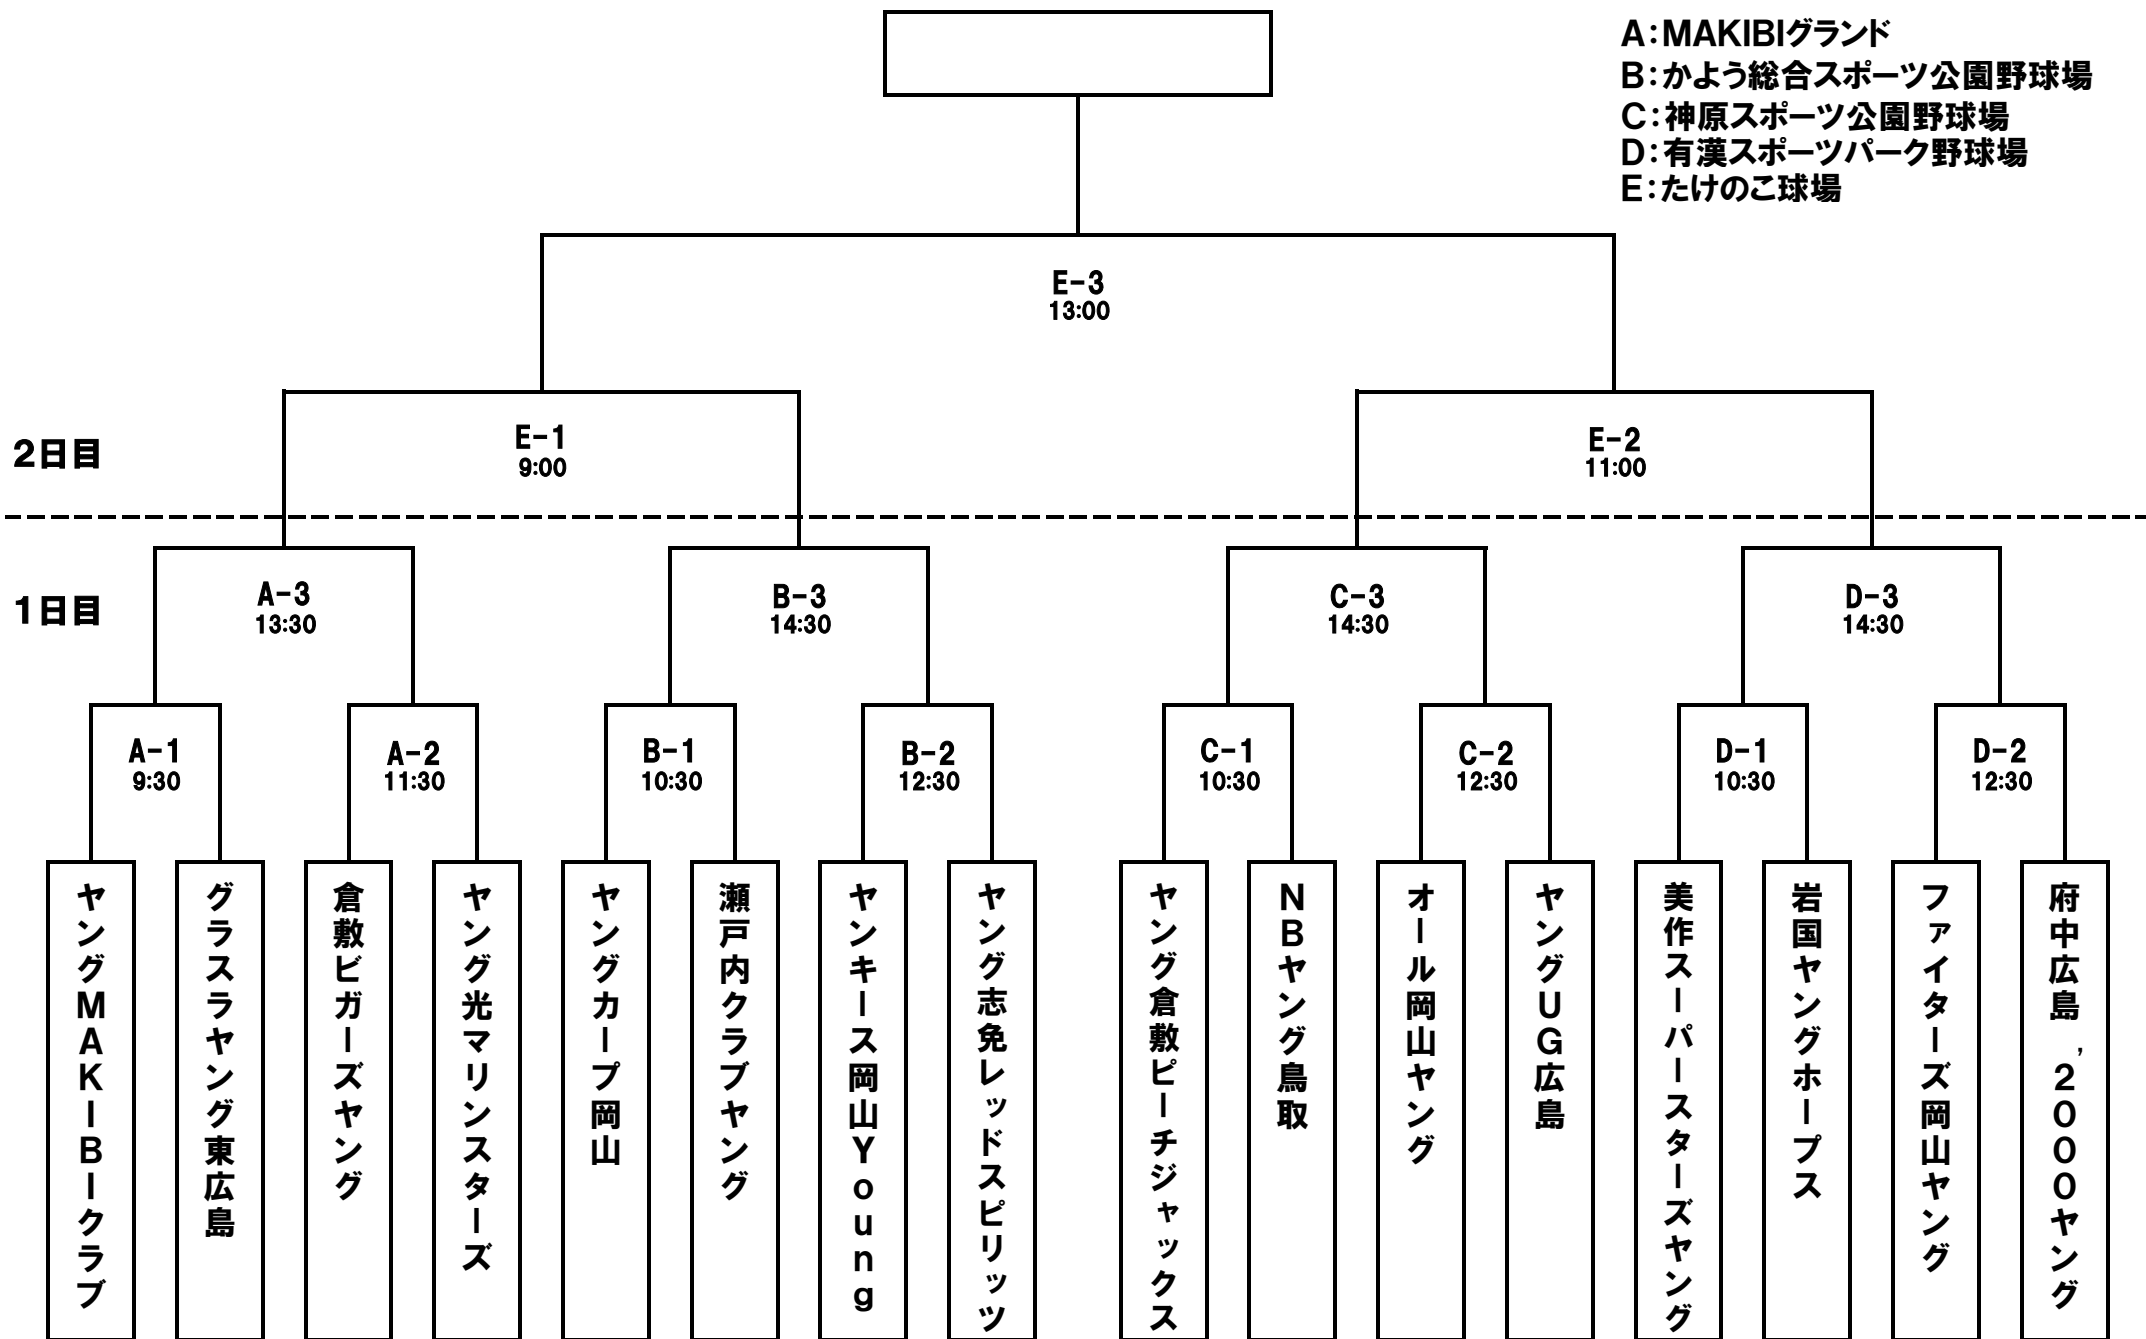 A:MAKIBIグランド
B:かよう総合スポーツ公園野球場
C:神原スポーツ公園野球場
D:有漢スポーツパーク野球場
E:たけのこ球場
E-3
13:00
2日目
E-1
9:00
E-2
11:00
1日目
A-3
13:30
B-3
14:30
C-3
14:30
D-3
14:30
A-1
9:30
A-2
11:30
B-1
10:30
B-2
12:30
C-1
10:30
C-2
12:30
D-1
10:30
D-2
12:30
ヤングMAKIBIクラブ
グラスラヤング東広島
倉敷ビガーズヤング
ヤング光マリンスターズ
ヤングカープ岡山
瀬戸内クラブヤング
ヤンキース岡山Young
ヤング志免レッドスピリッツ
ヤング倉敷ピーチジャックス
NBヤング鳥取
オール岡山ヤング
ヤングUG広島
美作スーパースターズヤング
岩国ヤングホープス
ファイターズ岡山ヤング
府中広島,2000ヤング